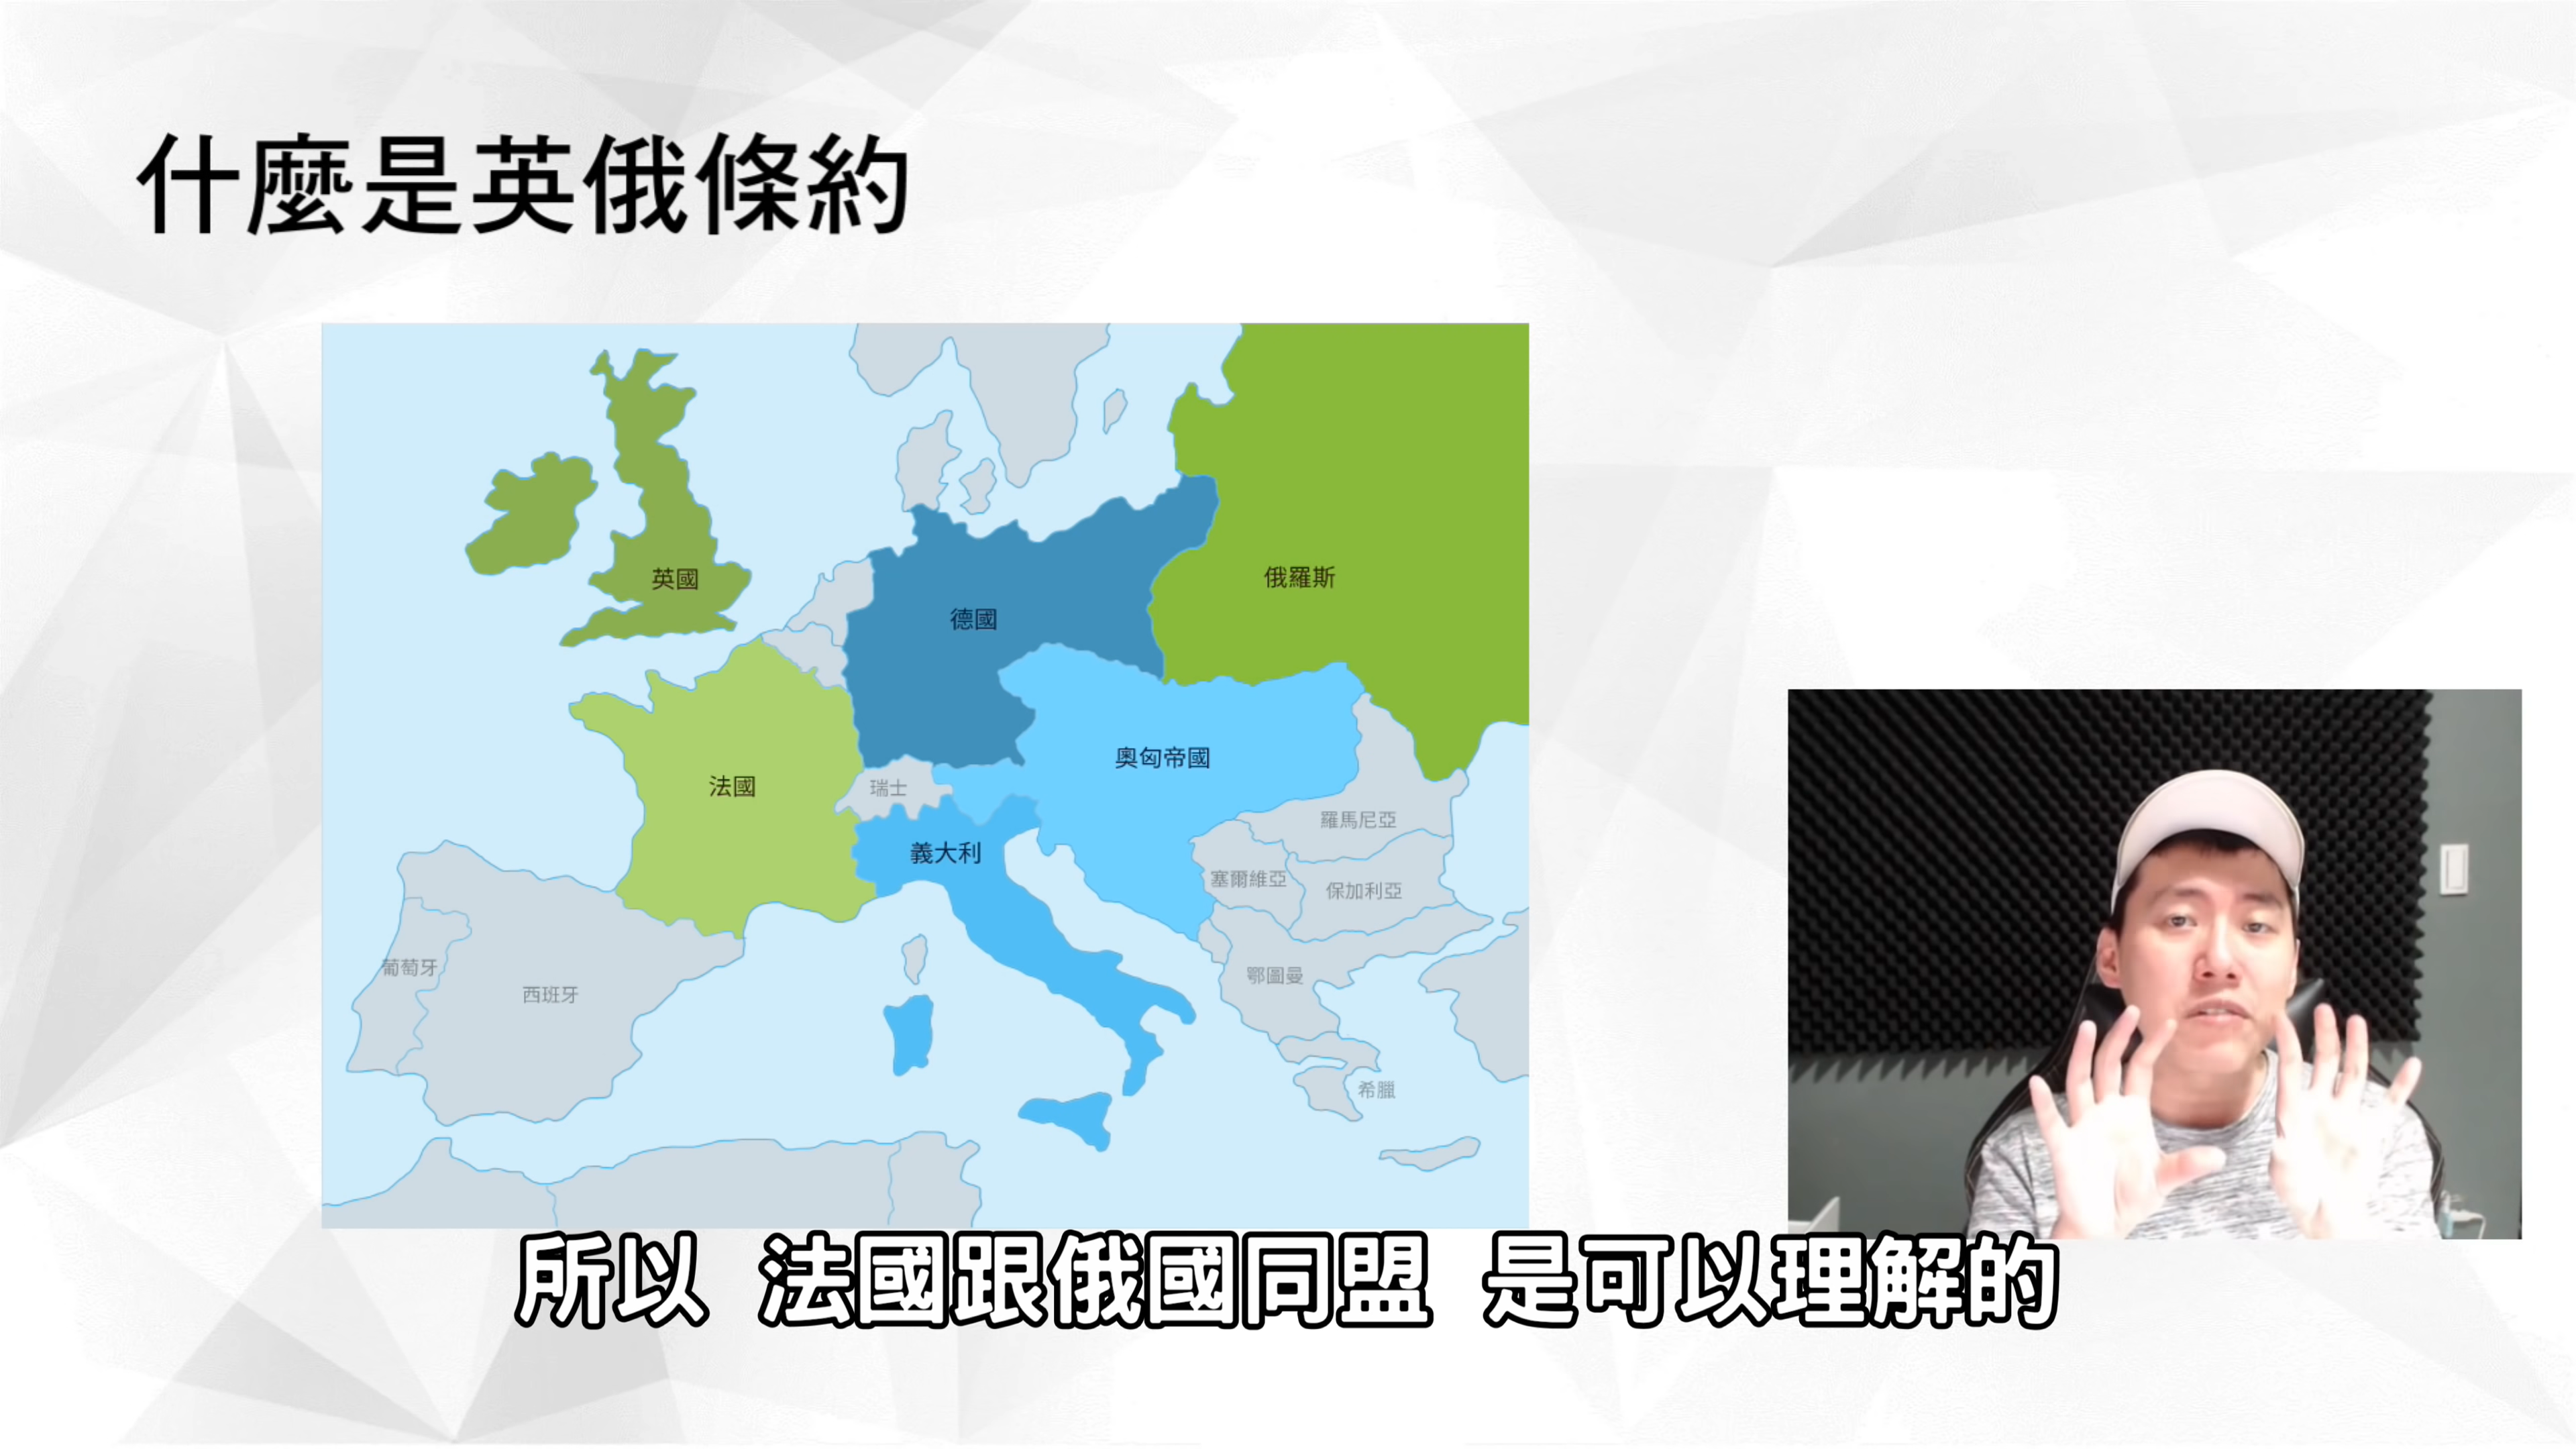 什麼是英俄條約
英國
俄羅斯
德國
奧匈帝國
法國
瑞士
羅馬尼亞
義大利
塞爾維亞
保加利亞
葡萄牙
鄂圖曼
西班牙
希臘
所以 法國跟俄國同盟 是可以理解的